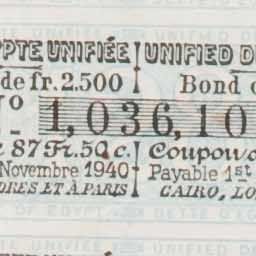 PTE UNIFIÉE UNIFIED D
de fr. 2.500 Bond
º 1,036,10
87 Fr. 50 c. Coupon
Novembre 1940 Payable 1st
DRES ET À PARIS CAIRO, LO